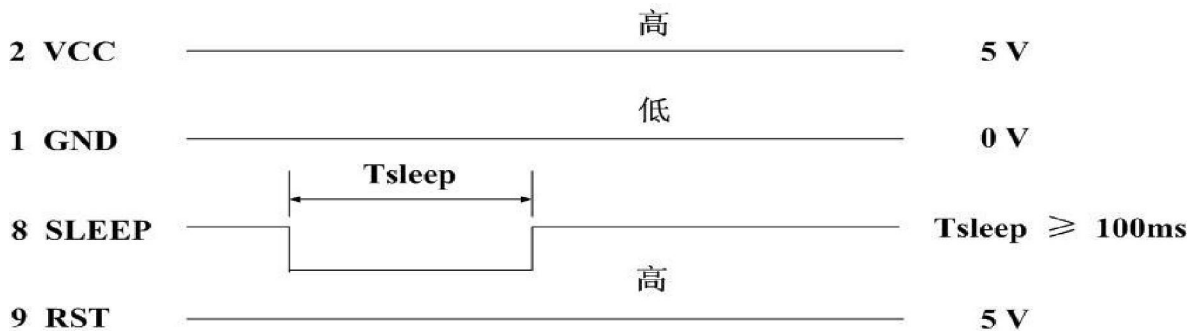 高
2 VCC 5 V
低
1 GND 0 V
Tsleep
8 SLEEP Tsleep ≥ 100ms
高
9 RST 5 V